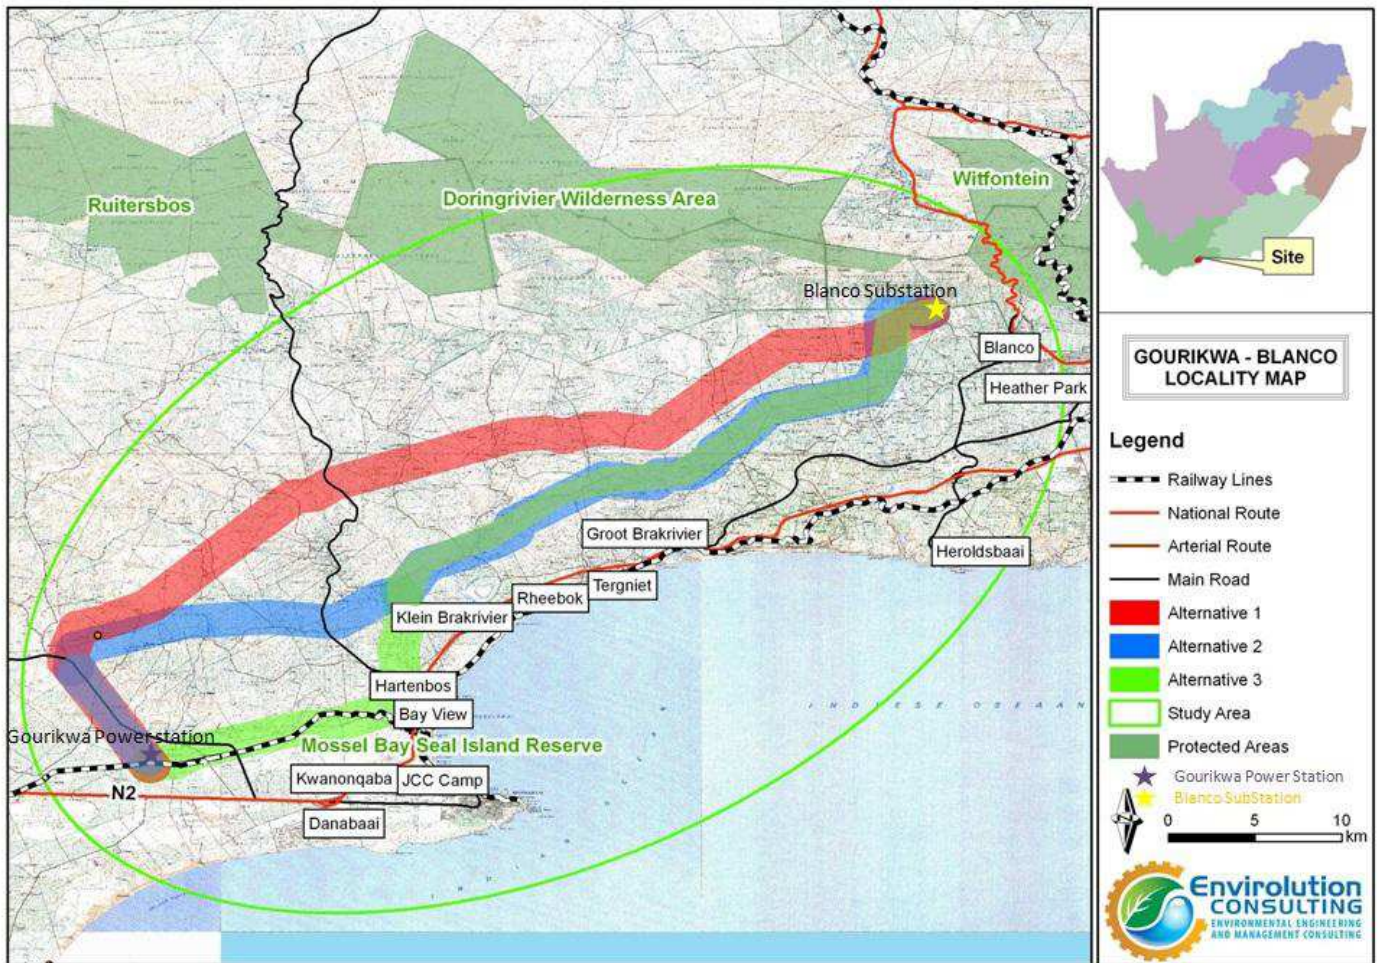 Ruitersbos
Doringrivier Wilderness Area
Witfontein
Blanco Substation
Blanco
Heather Park
Groot Brakrivier
Heroldsbaai
Tergniet
Rheebok
Klein Brakrivier
Hartenbos
Bay View
I N D I E S E O S E A A N
Gourikwa Power station
Mossel Bay Seal Island Reserve
Kwanonqaba
JCC Camp
N2
Danabaai
Site
GOURIKWA - BLANCO
LOCALITY MAP
Legend
Railway Lines
National Route
Arterial Route
Main Road
Alternative 1
Alternative 2
Alternative 3
Study Area
Protected Areas
Gourikwa Power Station
Blanco SubStation
N
0 5 10
km
Envirolution
CONSULTING
ENVIRONMENTAL ENGINEERING
AND MANAGEMENT CONSULTING